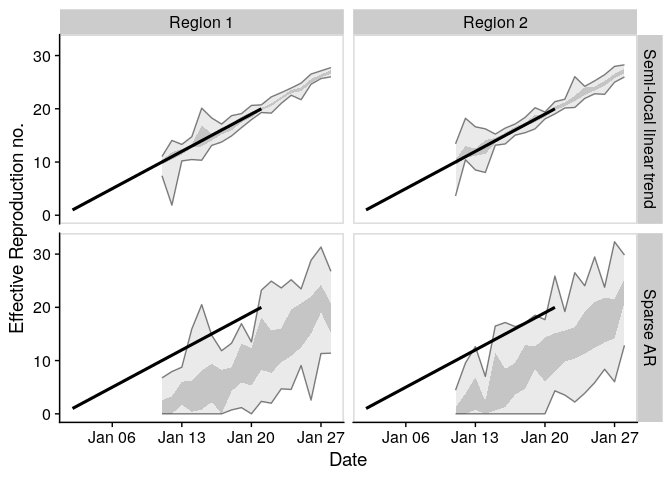 Region 1
Region 2
Effective Reproduction no.
30
20
10
0
Semi-local linear trend
30
20
10
0
Sparse AR
Jan 06
Jan 13
Jan 20
Jan 27
Jan 06
Jan 13
Jan 20
Jan 27
Date